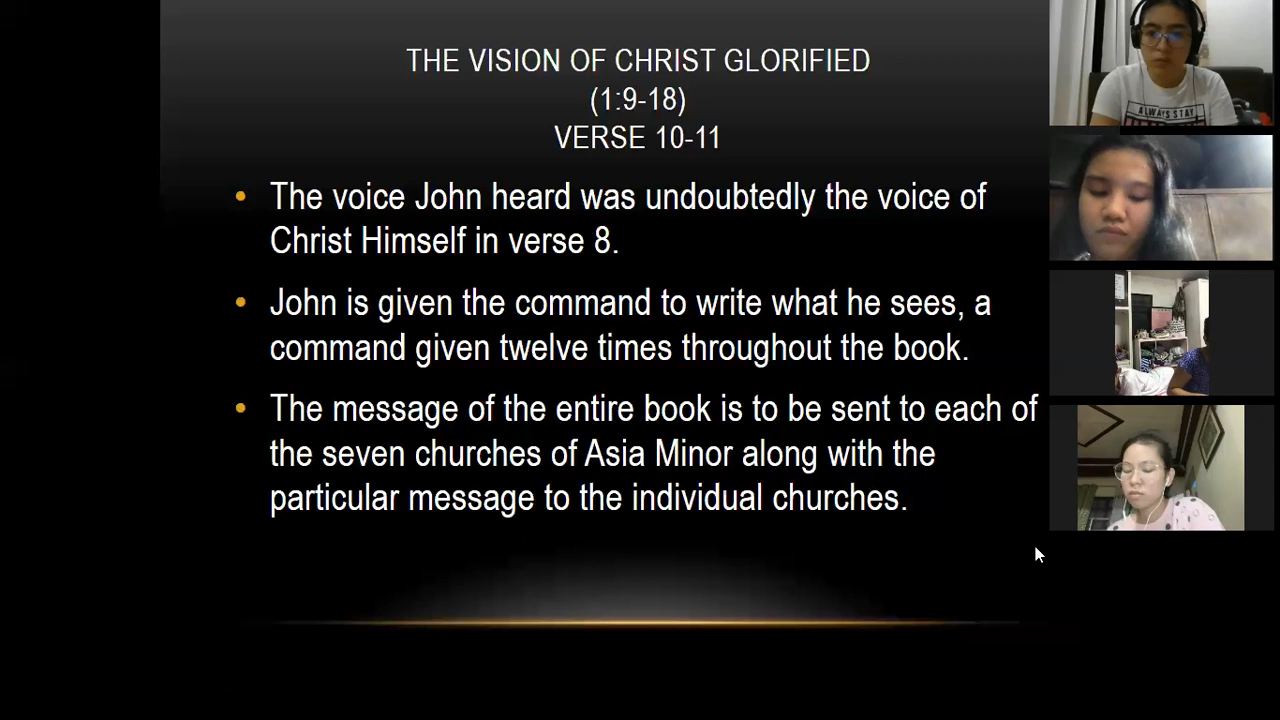 THE VISION OF CHRIST GLORIFIED
(1:9-18)
VERSE 10-11
• The voice John heard was undoubtedly the voice of
Christ Himself in verse 8.
• John is given the command to write what he sees, a
command given twelve times throughout the book.
• The message of the entire book is to be sent to each of
the seven churches of Asia Minor along with the
particular message to the individual churches.
ALWAYS STAY